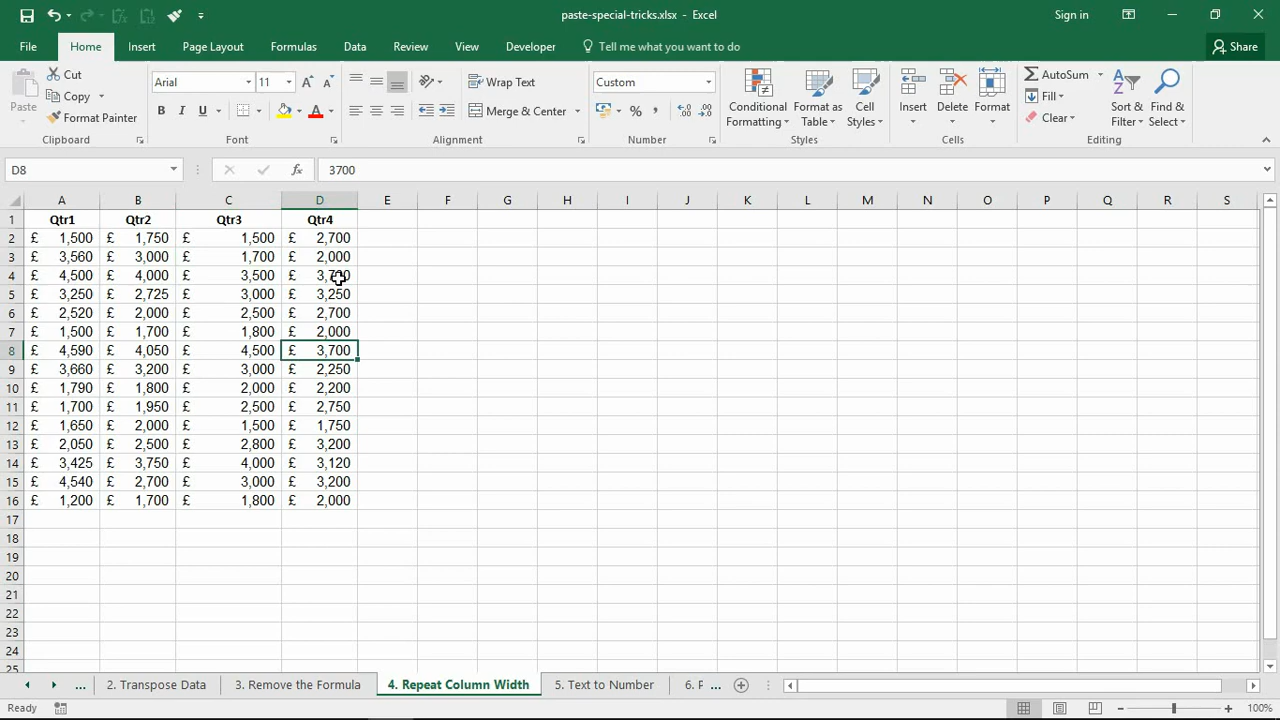 paste-special-tricks.xlsx - Excel
Sign in
File Home Insert Page Layout Formulas Data Review View Developer Tell me what you want to do Share
Paste
Cut
Copy
Format Painter
Clipboard
Arial 11
B I U
Font
Wrap Text
Merge & Center
Alignment
Custom
Number
Conditional Formatting
Format as Table
Cell Styles
Styles
Insert Delete Format
Cells
AutoSum
Fill
Clear
Sort & Filter
Find & Select
Editing
D8 fx 3700
A B C D E F G H I J K L M N O P Q R S
1 Qtr1 Qtr2 Qtr3 Qtr4
2 £ 1,500 £ 1,750 £ 1,500 £ 2,700
3 £ 3,560 £ 3,000 £ 1,700 £ 2,000
4 £ 4,500 £ 4,000 £ 3,500 £ 3,700
5 £ 3,250 £ 2,725 £ 3,000 £ 3,250
6 £ 2,520 £ 2,000 £ 2,500 £ 2,700
7 £ 1,500 £ 1,700 £ 1,800 £ 2,000
8 £ 4,590 £ 4,050 £ 4,500 £ 3,700
9 £ 3,660 £ 3,200 £ 3,000 £ 2,250
10 £ 1,790 £ 1,800 £ 2,000 £ 2,200
11 £ 1,700 £ 1,950 £ 2,500 £ 2,750
12 £ 1,650 £ 2,000 £ 1,500 £ 1,750
13 £ 2,050 £ 2,500 £ 2,800 £ 3,200
14 £ 3,425 £ 3,750 £ 4,000 £ 3,120
15 £ 4,540 £ 2,700 £ 3,000 £ 3,200
16 £ 1,200 £ 1,700 £ 1,800 £ 2,000
17
18
19
20
21
22
23
24
25
... 2. Transpose Data 3. Remove the Formula 4. Repeat Column Width 5. Text to Number 6. F ...
Ready 100%